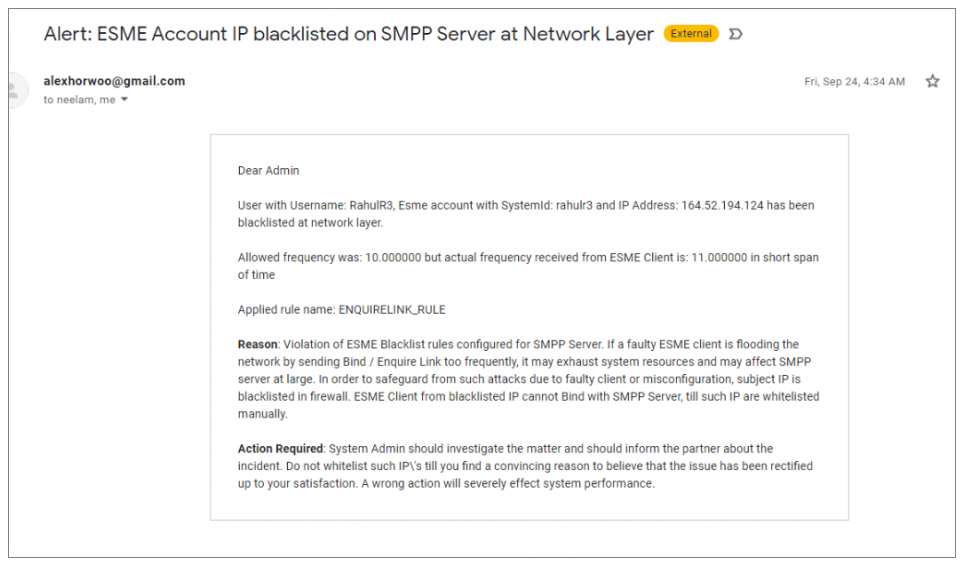 Alert: ESME Account IP blacklisted on SMPP Server at Network Layer External
alexhorwoo@gmail.com Fri, Sep 24, 4:34 AM
to neelam, me
Dear Admin
User with Username: RahulR3, Esme account with SystemId: rahulr3 and IP Address: 164.52.194.124 has been
blacklisted at network layer.
Allowed frequency was: 10.000000 but actual frequency received from ESME Client is: 11.000000 in short span
of time
Applied rule name: ENQUIRELINK_RULE
Reason: Violation of ESME Blacklist rules configured for SMPP Server. If a faulty ESME client is flooding the
network by sending Bind / Enquire Link too frequently, it may exhaust system resources and may affect SMPP
server at large. In order to safeguard from such attacks due to faulty client or misconfiguration, subject IP is
blacklisted in firewall. ESME Client from blacklisted IP cannot Bind with SMPP Server, till such IP are whitelisted
manually.
Action Required: System Admin should investigate the matter and should inform the partner about the
incident. Do not whitelist such IP\'s till you find a convincing reason to believe that the issue has been rectified
up to your satisfaction. A wrong action will severely effect system performance.